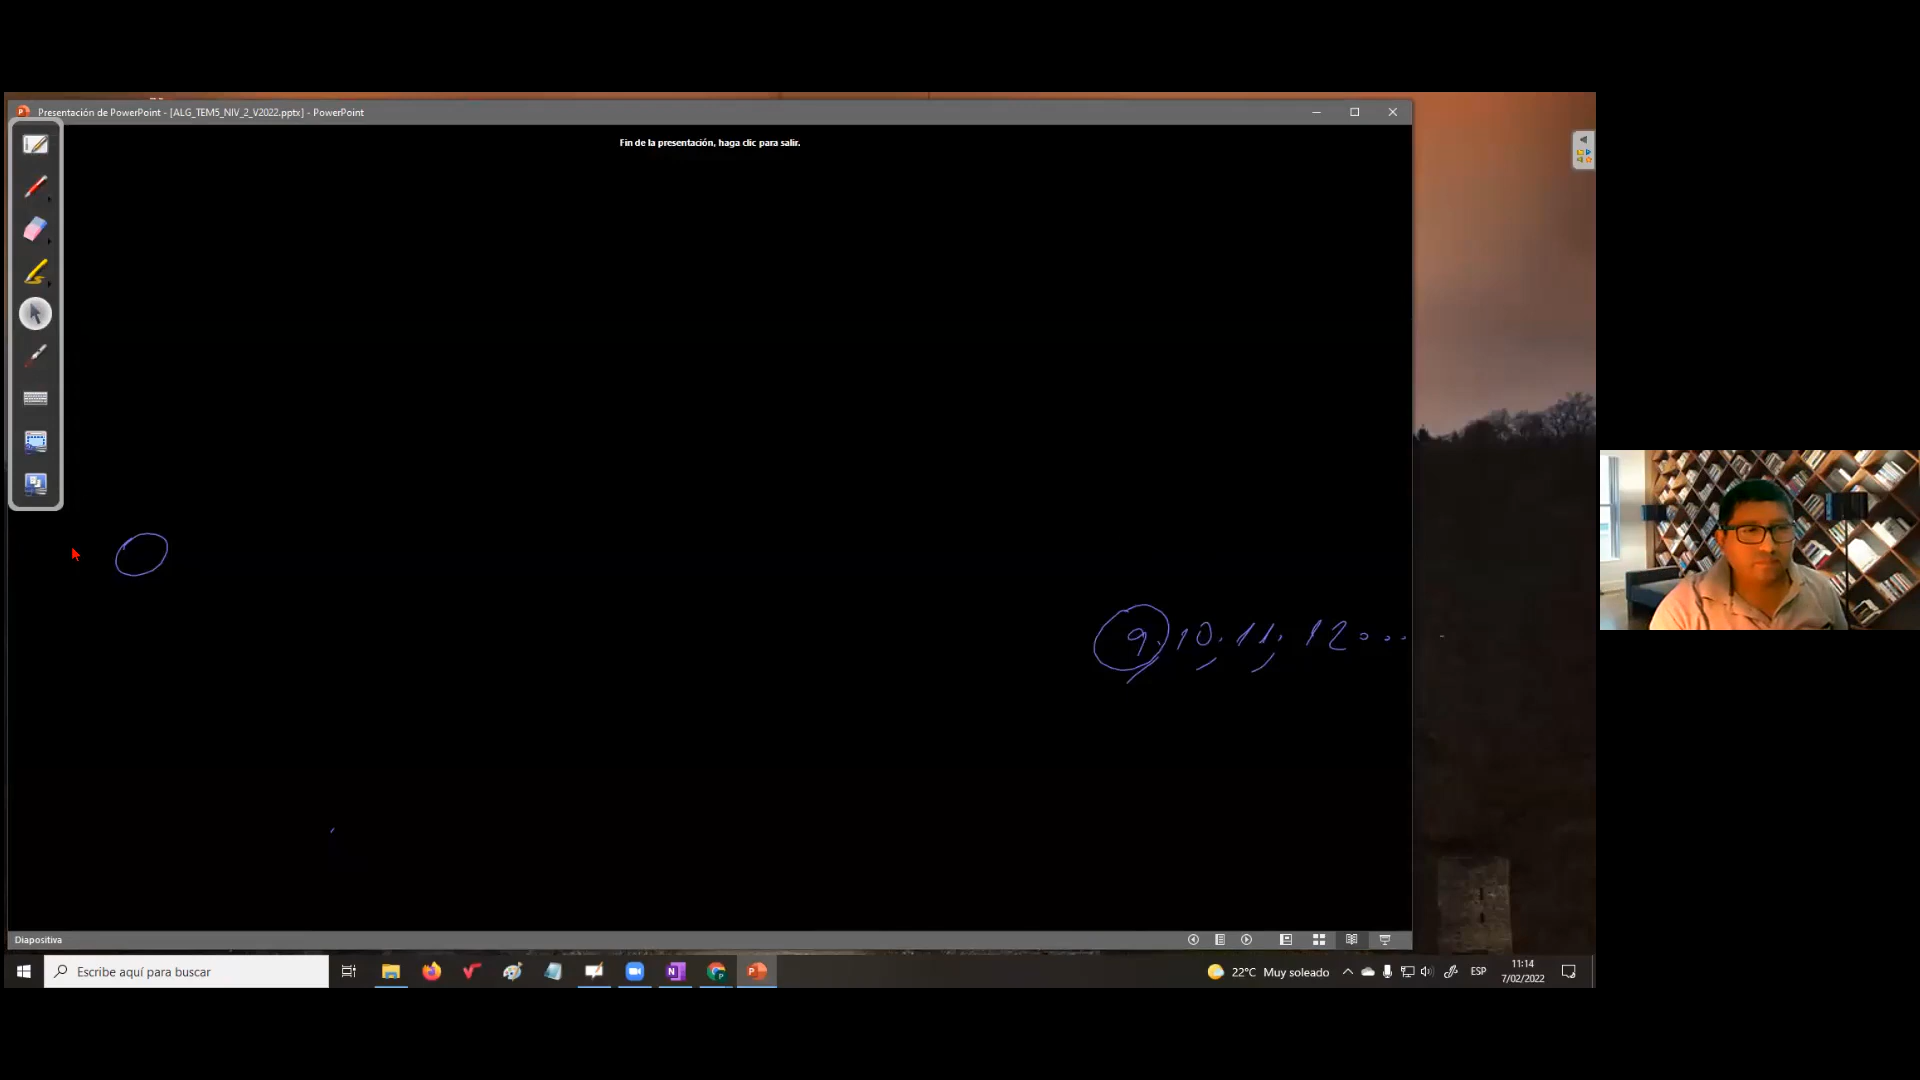 Presentación de PowerPoint - [ALG_TEM5_NIV_2_V2022.pptx] - PowerPoint
Fin de la presentación, haga clic para salir.
9, 10, 11, 12 ...
Diapositiva
Escribe aquí para buscar
22°C Muy soleado
ESP
11:14
7/02/2022